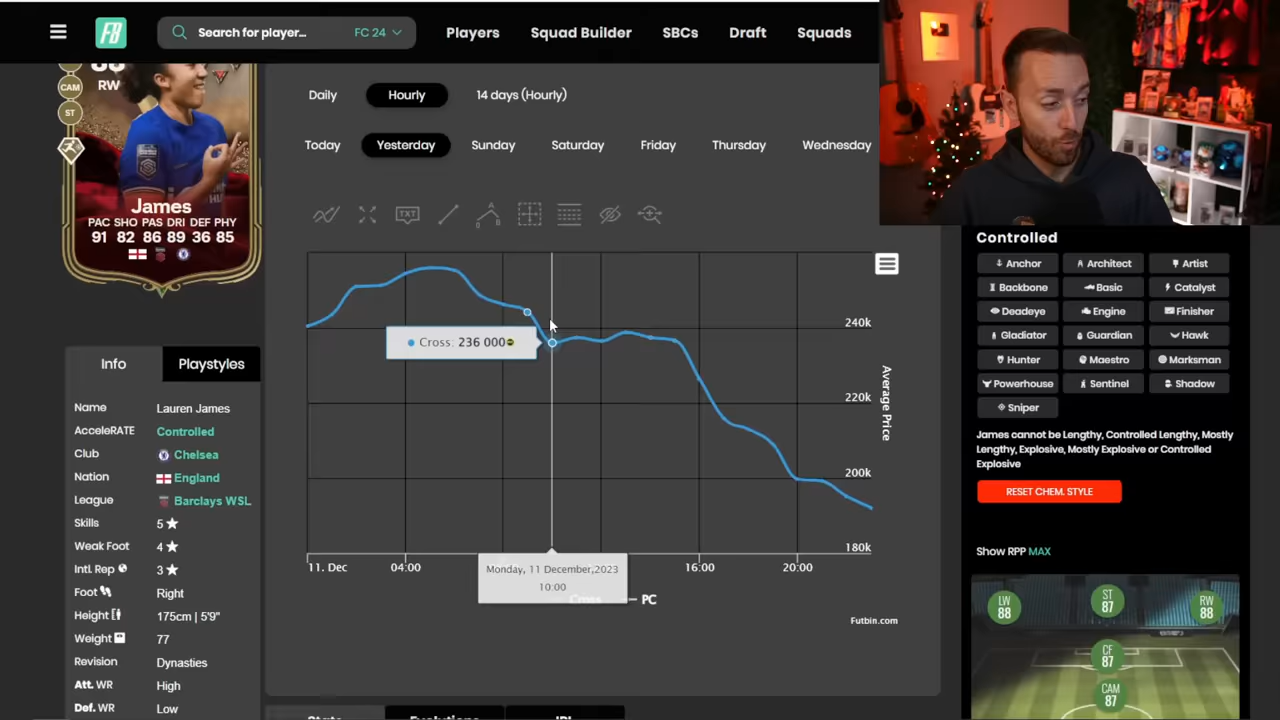 FB
Search for player...
FC 24
Players
Squad Builder
SBCs
Draft
Squads
CAM
RW
ST
James
PAC SHO PAS DRI DEF PHY
91 82 86 89 36 85
Daily
Hourly
14 days (Hourly)
Today
Yesterday
Sunday
Saturday
Friday
Thursday
Wednesday
TXT
A
240k
220k
200k
180k
Average Price
Cross: 236 000
11. Dec
04:00
16:00
20:00
Monday, 11 December,2023
10:00
Cross
PC
Futbin.com
Info
Playstyles
Name
Lauren James
AcceleRATE
Controlled
Club
Chelsea
Nation
England
League
Barclays WSL
Skills
5
Weak Foot
4
Intl. Rep
3
Foot
Right
Height
175cm | 5'9"
Weight
77
Revision
Dynasties
Att. WR
High
Def. WR
Low
Controlled
Anchor
Architect
Artist
Backbone
Basic
Catalyst
Deadeye
Engine
Finisher
Gladiator
Guardian
Hawk
Hunter
Maestro
Marksman
Powerhouse
Sentinel
Shadow
Sniper
James cannot be Lengthy, Controlled Lengthy, Mostly
Lengthy, Explosive, Mostly Explosive or Controlled
Explosive
RESET CHEM. STYLE
Show RPP MAX
LW
88
ST
87
RW
88
CF
87
CAM
87